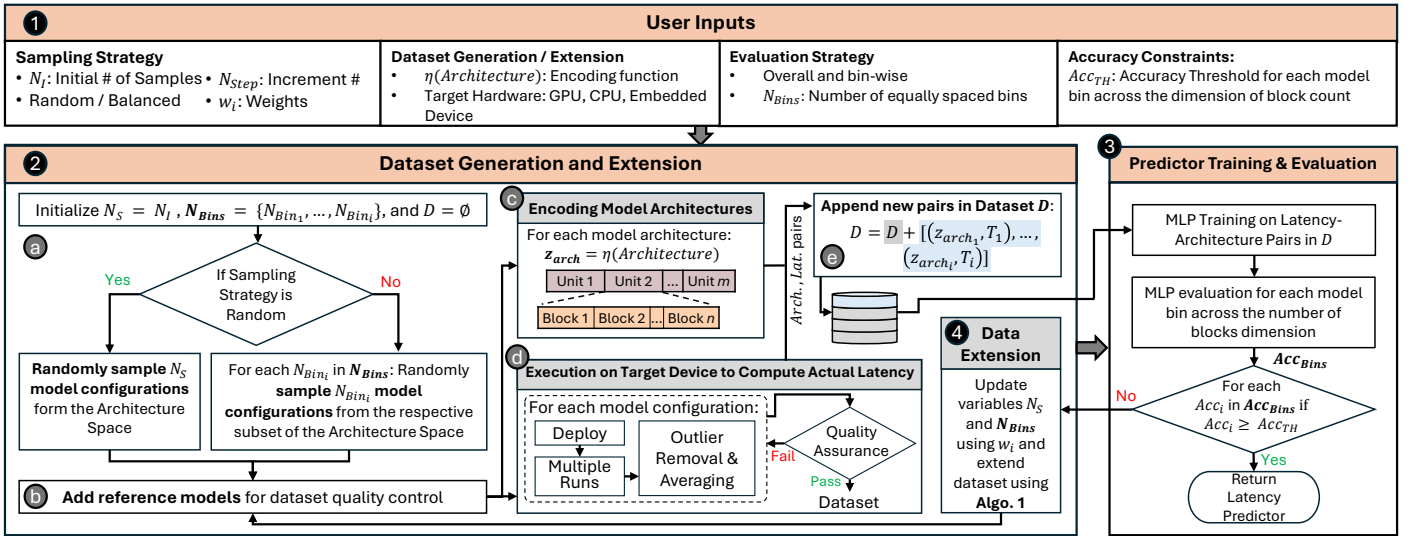 1
User Inputs
Sampling Strategy
• N_I: Initial # of Samples • N_Step: Increment #
• Random / Balanced • w_i: Weights
Dataset Generation / Extension
• η(Architecture): Encoding function
• Target Hardware: GPU, CPU, Embedded
Device
Evaluation Strategy
• Overall and bin-wise
• N_Bins: Number of equally spaced bins
Accuracy Constraints:
Acc_TH: Accuracy Threshold for each model
bin across the dimension of block count
2
Dataset Generation and Extension
Initialize N_S = N_I , N_Bins = {N_Bin_1, ..., N_Bin_i}, and D = ∅
a
If Sampling
Strategy is
Random
Yes
No
Randomly sample N_S
model configurations
form the Architecture
Space
For each N_Bin_i in N_Bins: Randomly
sample N_Bin_i model
configurations from the respective
subset of the Architecture Space
b
Add reference models for dataset quality control
c
Encoding Model Architectures
For each model architecture:
z_arch = η(Architecture)
Unit 1 Unit 2 ... Unit m
Block 1 Block 2 ... Block n
d
Execution on Target Device to Compute Actual Latency
For each model configuration:
Deploy
Multiple
Runs
Outlier
Removal &
Averaging
Quality
Assurance
Fail
Pass
Dataset
Arch., Lat. pairs
Append new pairs in Dataset D:
D = D + [(z_arch_1, T_1), ...,
(z_arch_i, T_i)]
e
4
Data
Extension
Update
variables N_S
and N_Bins
using w_i and
extend
dataset using
Algo. 1
3
Predictor Training & Evaluation
MLP Training on Latency-
Architecture Pairs in D
MLP evaluation for each model
bin across the number of
blocks dimension
Acc_Bins
For each
Acc_i in Acc_Bins if
Acc_i ≥ Acc_TH
No
Yes
Return
Latency
Predictor